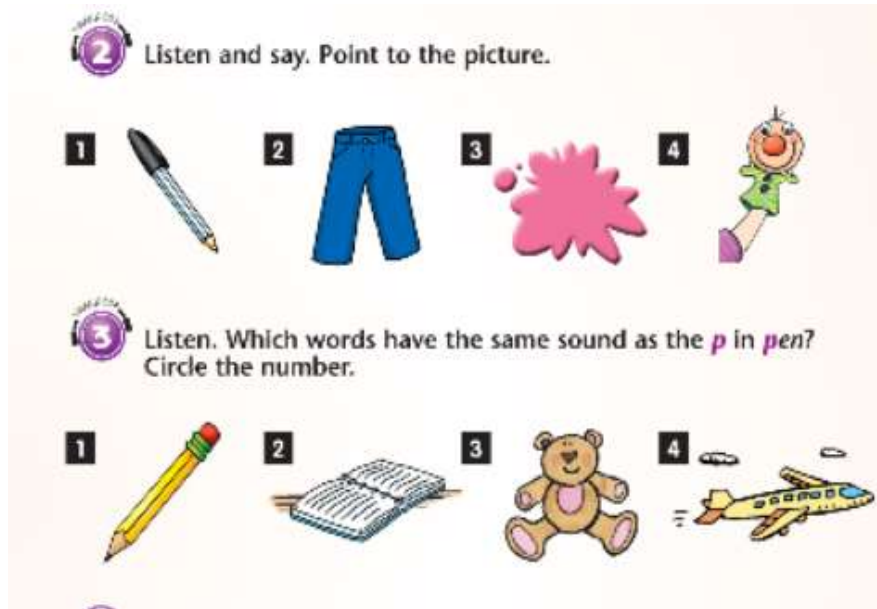 2 Listen and say. Point to the picture.
1 2 3 4
3 Listen. Which words have the same sound as the p in pen?
Circle the number.
1 2 3 4